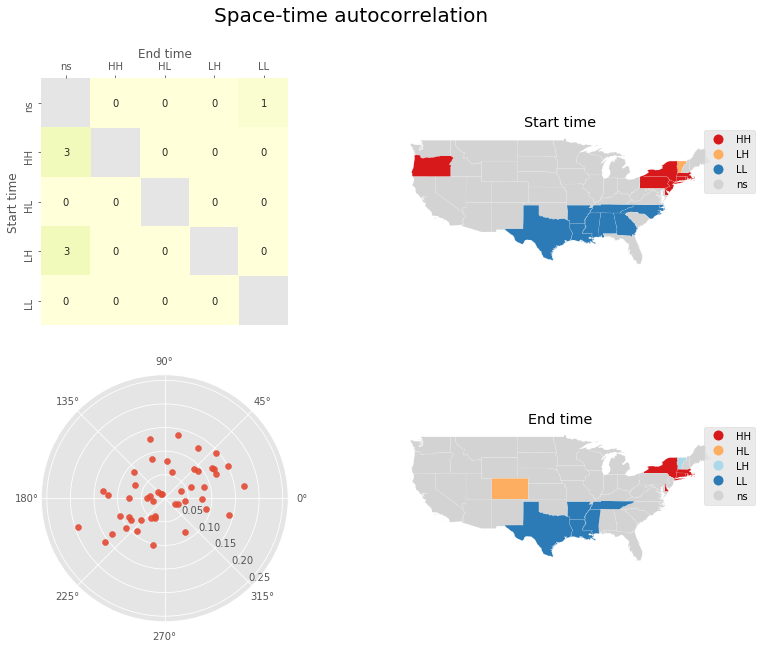 Space-time autocorrelation
End time
ns HH HL LH LL
Start time
ns 0 0 0 1
HH 3 0 0 0
HL 0 0 0 0
LH 3 0 0 0
LL 0 0 0 0
Start time
HH
LH
LL
ns
90°
135° 45°
180° 0°
0.05
0.10
0.15
0.20
0.25
225° 315°
270°
End time
HH
HL
LH
LL
ns